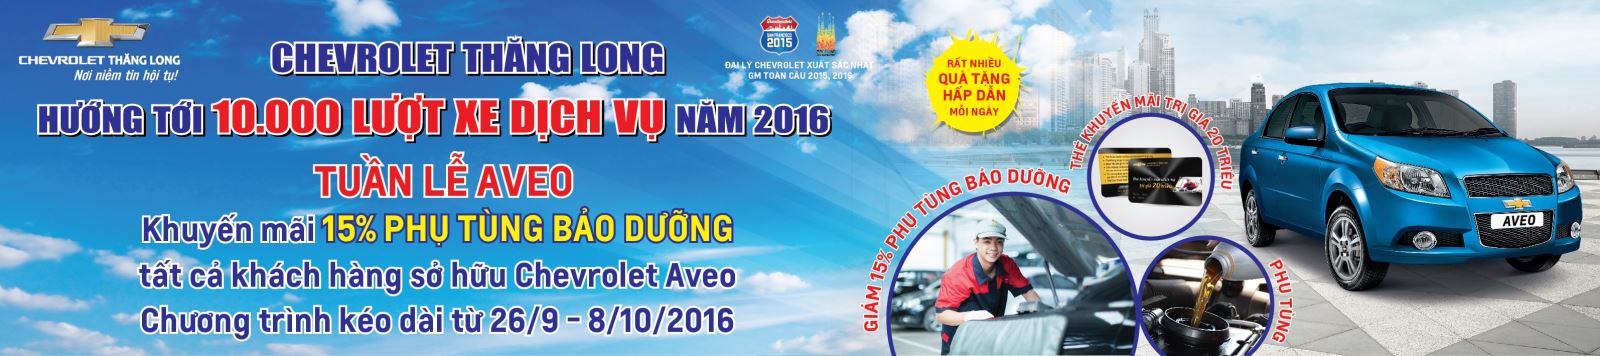 CHEVROLET THĂNG LONG
Nơi niềm tin hội tụ!
CHEVROLET THĂNG LONG
HƯỚNG TỚI 10.000 LƯỢT XE DỊCH VỤ NĂM 2016
TUẦN LỄ AVEO
Khuyến mãi 15% PHỤ TÙNG BẢO DƯỠNG
tất cả khách hàng sở hữu Chevrolet Aveo
Chương trình kéo dài từ 26/9 – 8/10/2016
SAN FRANCISCO
2015
ĐẠI LÝ CHEVROLET XUẤT SẮC NHẤT
GM TOÀN CẦU 2015, 2016
RẤT NHIỀU
QUÀ TẶNG
HẤP DẪN
MỖI NGÀY
GIẢM 15% PHỤ TÙNG BẢO DƯỠNG
THẺ KHUYẾN MÃI TRỊ GIÁ 20 TRIỆU
PHỤ TÙNG
AVEO